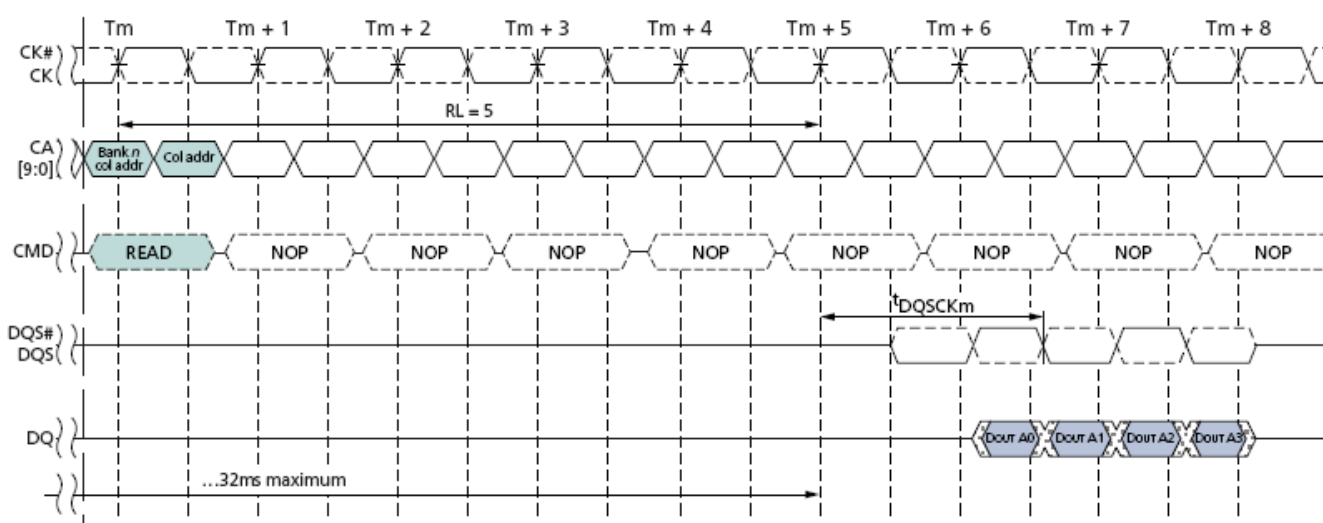 Tm Tm + 1 Tm + 2 Tm + 3 Tm + 4 Tm + 5 Tm + 6 Tm + 7 Tm + 8
CK#
CK
RL = 5
CA
[9:0]
Bank n
col addr
Col addr
CMD READ NOP NOP NOP NOP NOP NOP NOP NOP
tDQSCKm
DQS#
DQS
DQ DOUT A0 DOUT A1 DOUT A2 DOUT A3
...32ms maximum